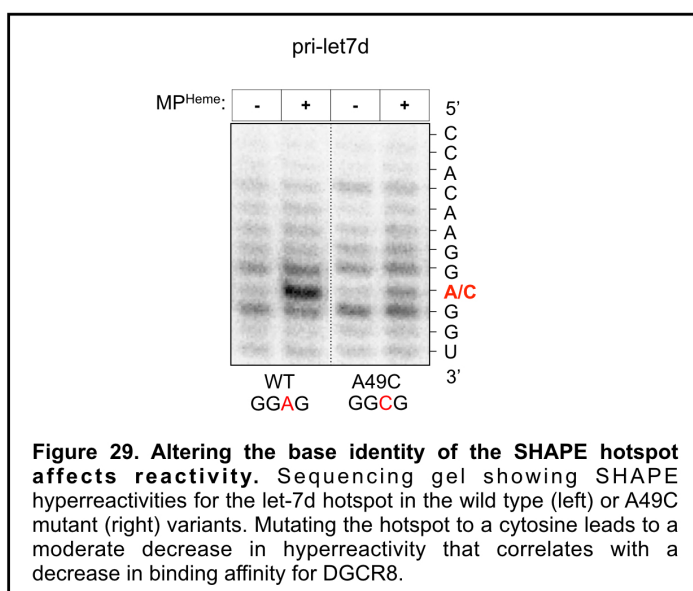 pri-let7d
MPHeme: - + - + 5’
C
C
A
C
A
A
G
G
A/C
G
G
U
3’
WT A49C
GGAG GGCG
Figure 29. Altering the base identity of the SHAPE hotspot
affects reactivity. Sequencing gel showing SHAPE
hyperreactivities for the let-7d hotspot in the wild type (left) or A49C
mutant (right) variants. Mutating the hotspot to a cytosine leads to a
moderate decrease in hyperreactivity that correlates with a
decrease in binding affinity for DGCR8.